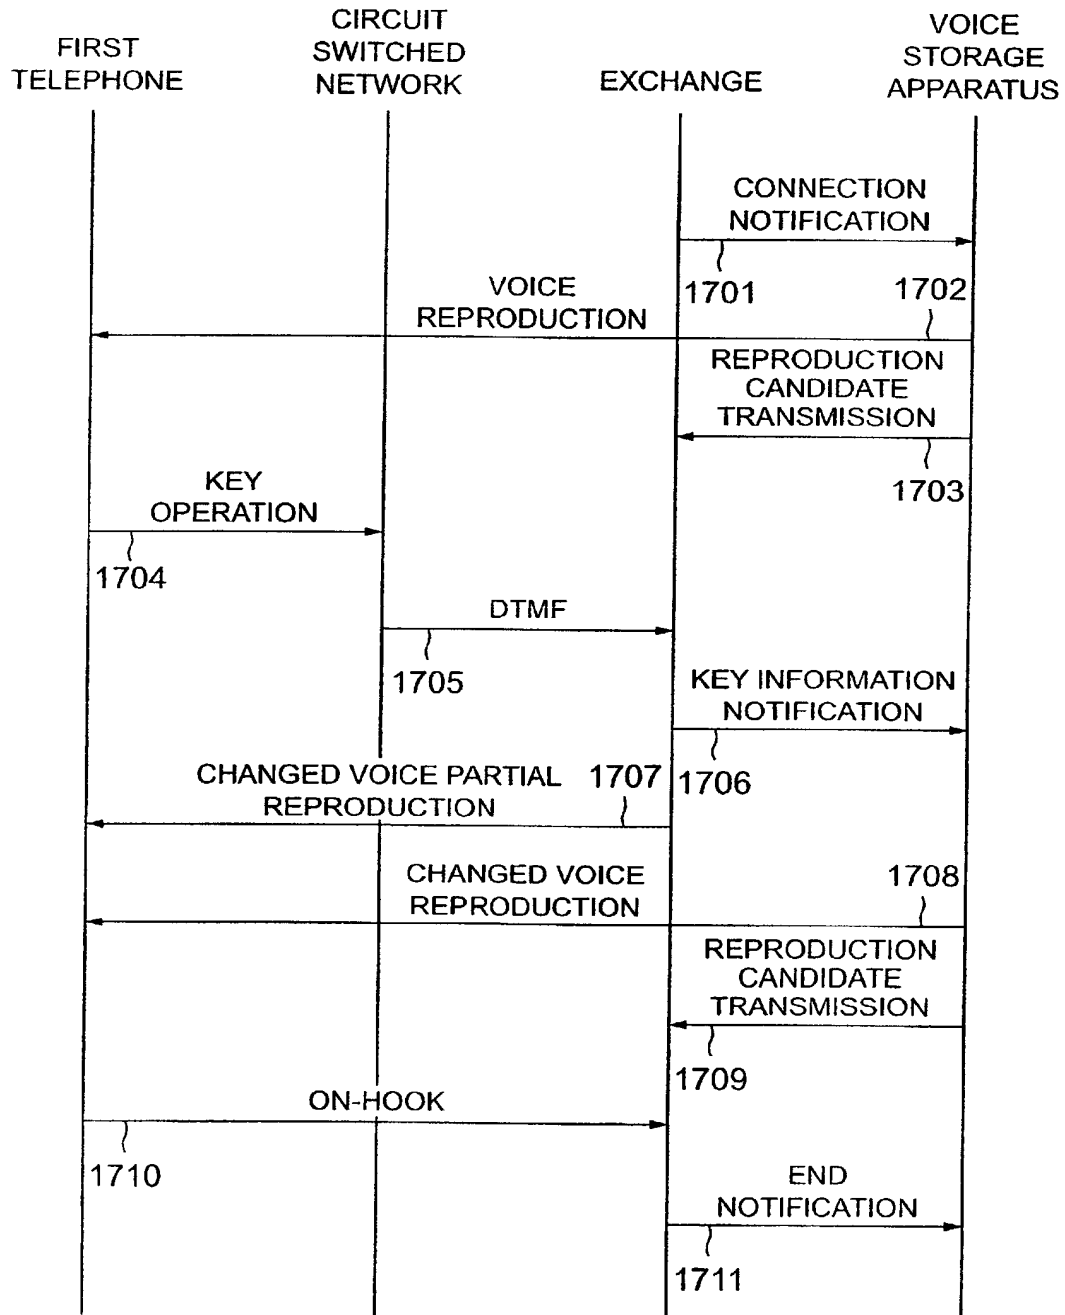 FIRST
TELEPHONE
CIRCUIT
SWITCHED
NETWORK
EXCHANGE
VOICE
STORAGE
APPARATUS
CONNECTION
NOTIFICATION
1701
1702
VOICE
REPRODUCTION
REPRODUCTION
CANDIDATE
TRANSMISSION
1703
KEY
OPERATION
1704
DTMF
1705
KEY INFORMATION
NOTIFICATION
1706
CHANGED VOICE PARTIAL
REPRODUCTION
1707
CHANGED VOICE
REPRODUCTION
1708
REPRODUCTION
CANDIDATE
TRANSMISSION
1709
ON-HOOK
1710
END
NOTIFICATION
1711